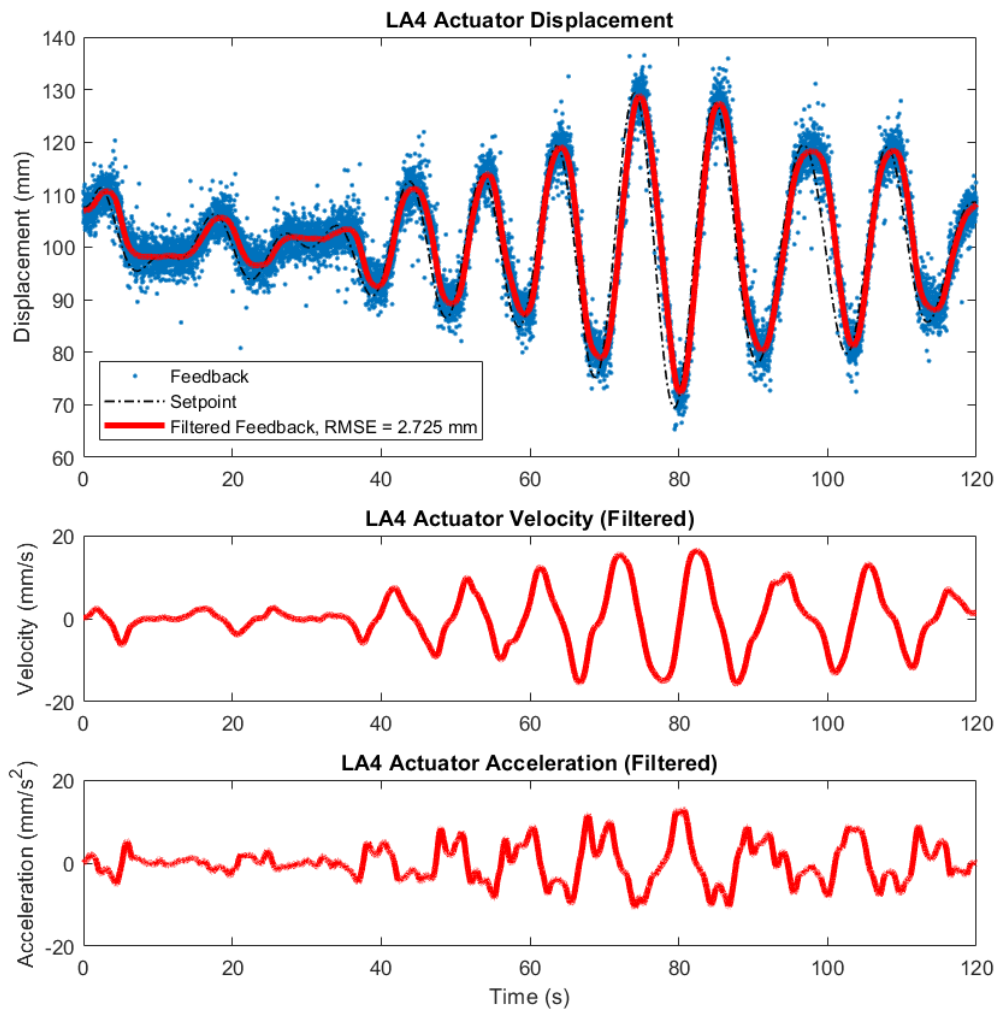 LA4 Actuator Displacement
140
130
120
110
100
90
80
70
60
Displacement (mm)
Feedback
Setpoint
Filtered Feedback, RMSE = 2.725 mm
0 20 40 60 80 100 120
LA4 Actuator Velocity (Filtered)
20
0
-20
Velocity (mm/s)
0 20 40 60 80 100 120
LA4 Actuator Acceleration (Filtered)
20
0
-20
Acceleration (mm/s²)
0 20 40 60 80 100 120
Time (s)